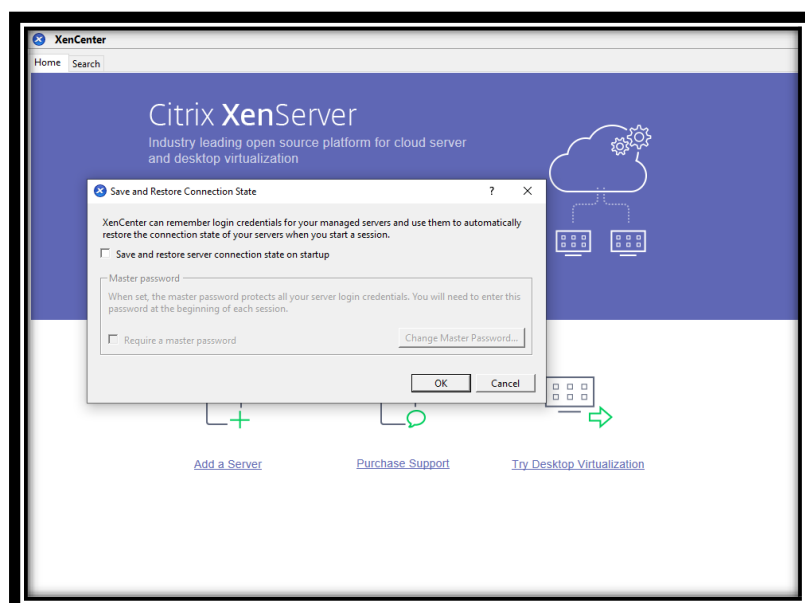 XenCenter
Home Search
Citrix XenServer
Industry leading open source platform for cloud server
and desktop virtualization
Save and Restore Connection State ?
XenCenter can remember login credentials for your managed servers and use them to automatically
restore the connection state of your servers when you start a session.
Save and restore server connection state on startup
Master password
When set, the master password protects all your server login credentials. You will need to enter this
password at the beginning of each session.
Require a master password Change Master Password...
OK Cancel
Add a Server Purchase Support Try Desktop Virtualization